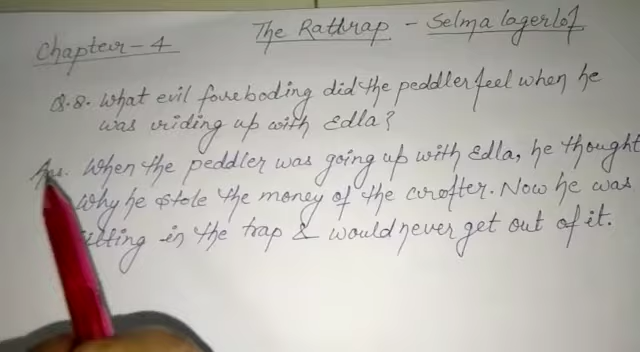 Chapter-4 The Rattrap - Selma lagerlof
Q.8. What evil foreboding did the peddler feel when he
was riding up with Edla?
Ans. When the peddler was going up with Edla, he thought
why he stole the money of the crofter. Now he was
sitting in the trap & would never get out of it.